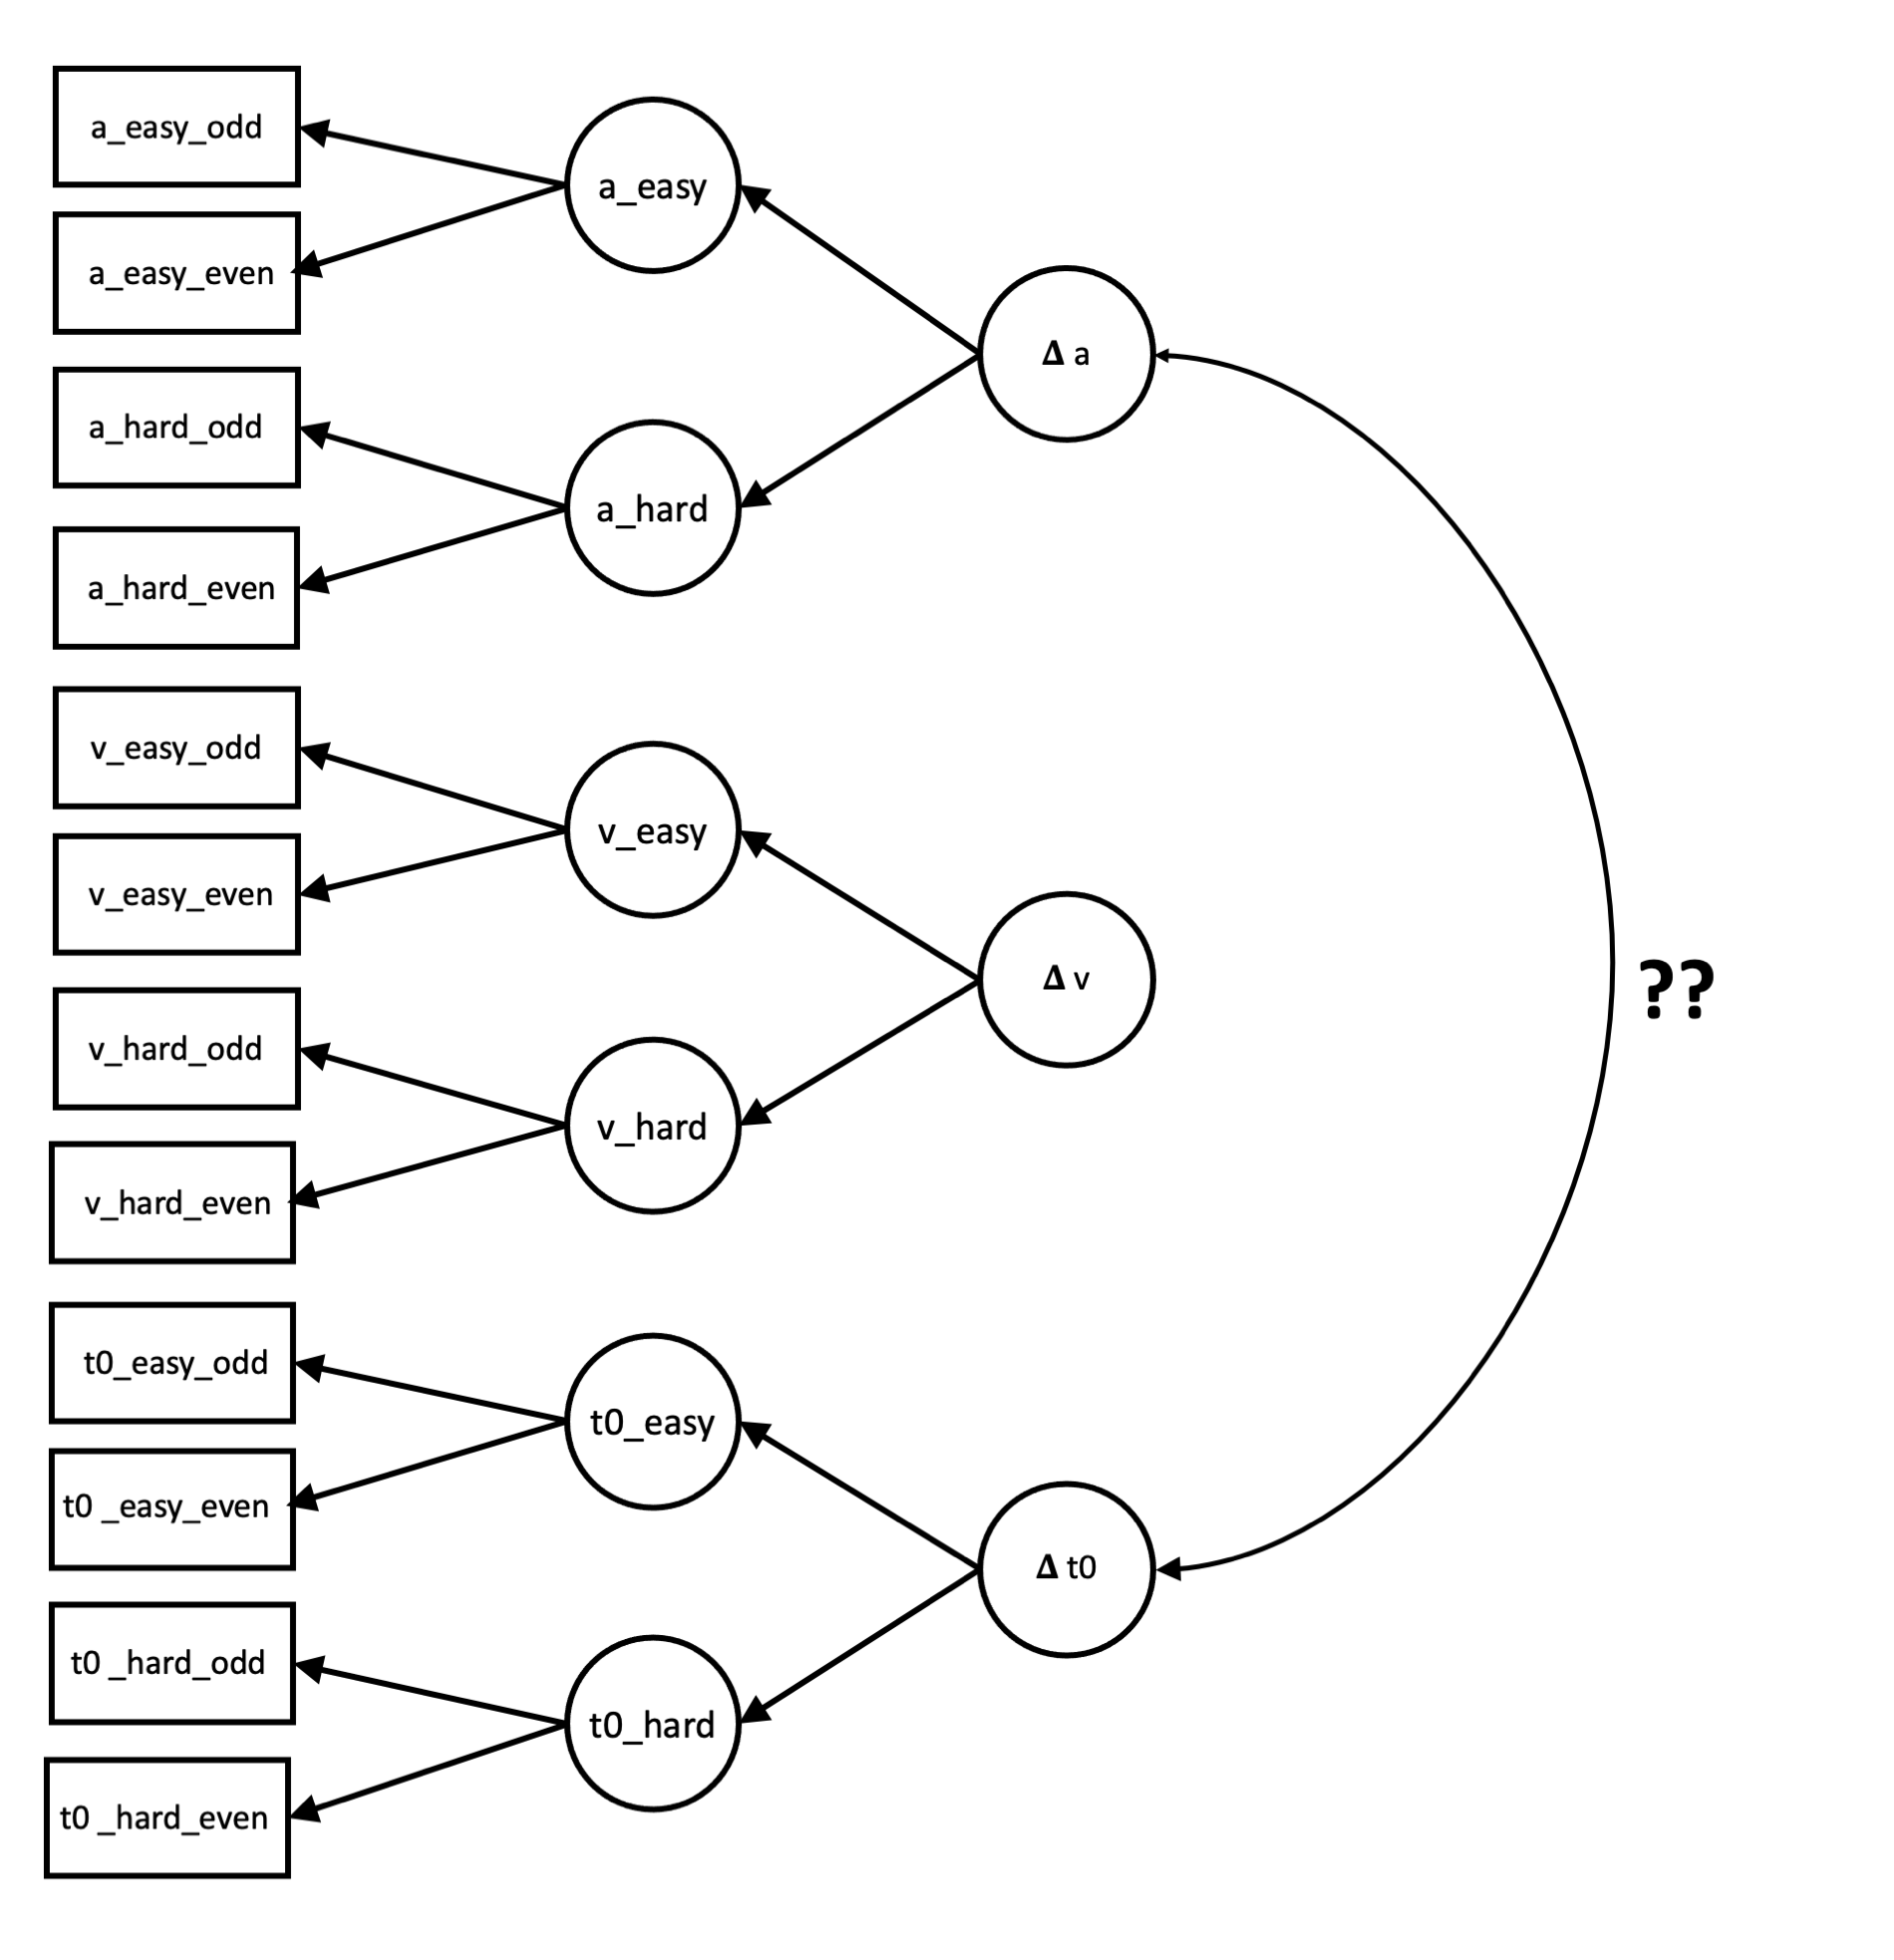 a_easy_odd
a_easy_even
a_hard_odd
a_hard_even
v_easy_odd
v_easy_even
v_hard_odd
v_hard_even
t0_easy_odd
t0 _easy_even
t0 _hard_odd
t0 _hard_even
a_easy
a_hard
v_easy
v_hard
t0_easy
t0_hard
Δ a
Δ v
Δ t0
??